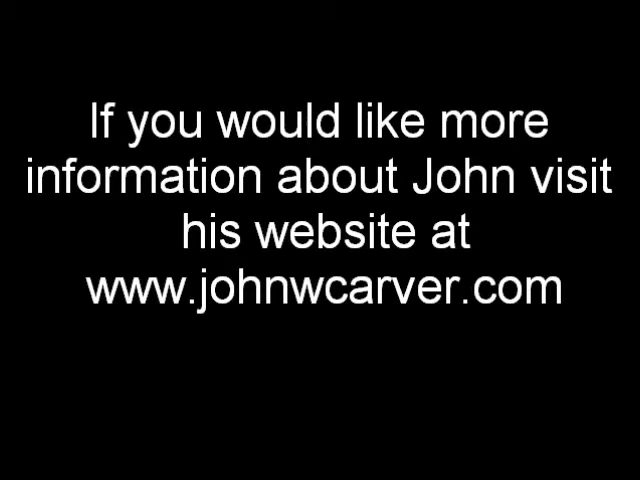 If you would like more
information about John visit
his website at
www.johnwcarver.com